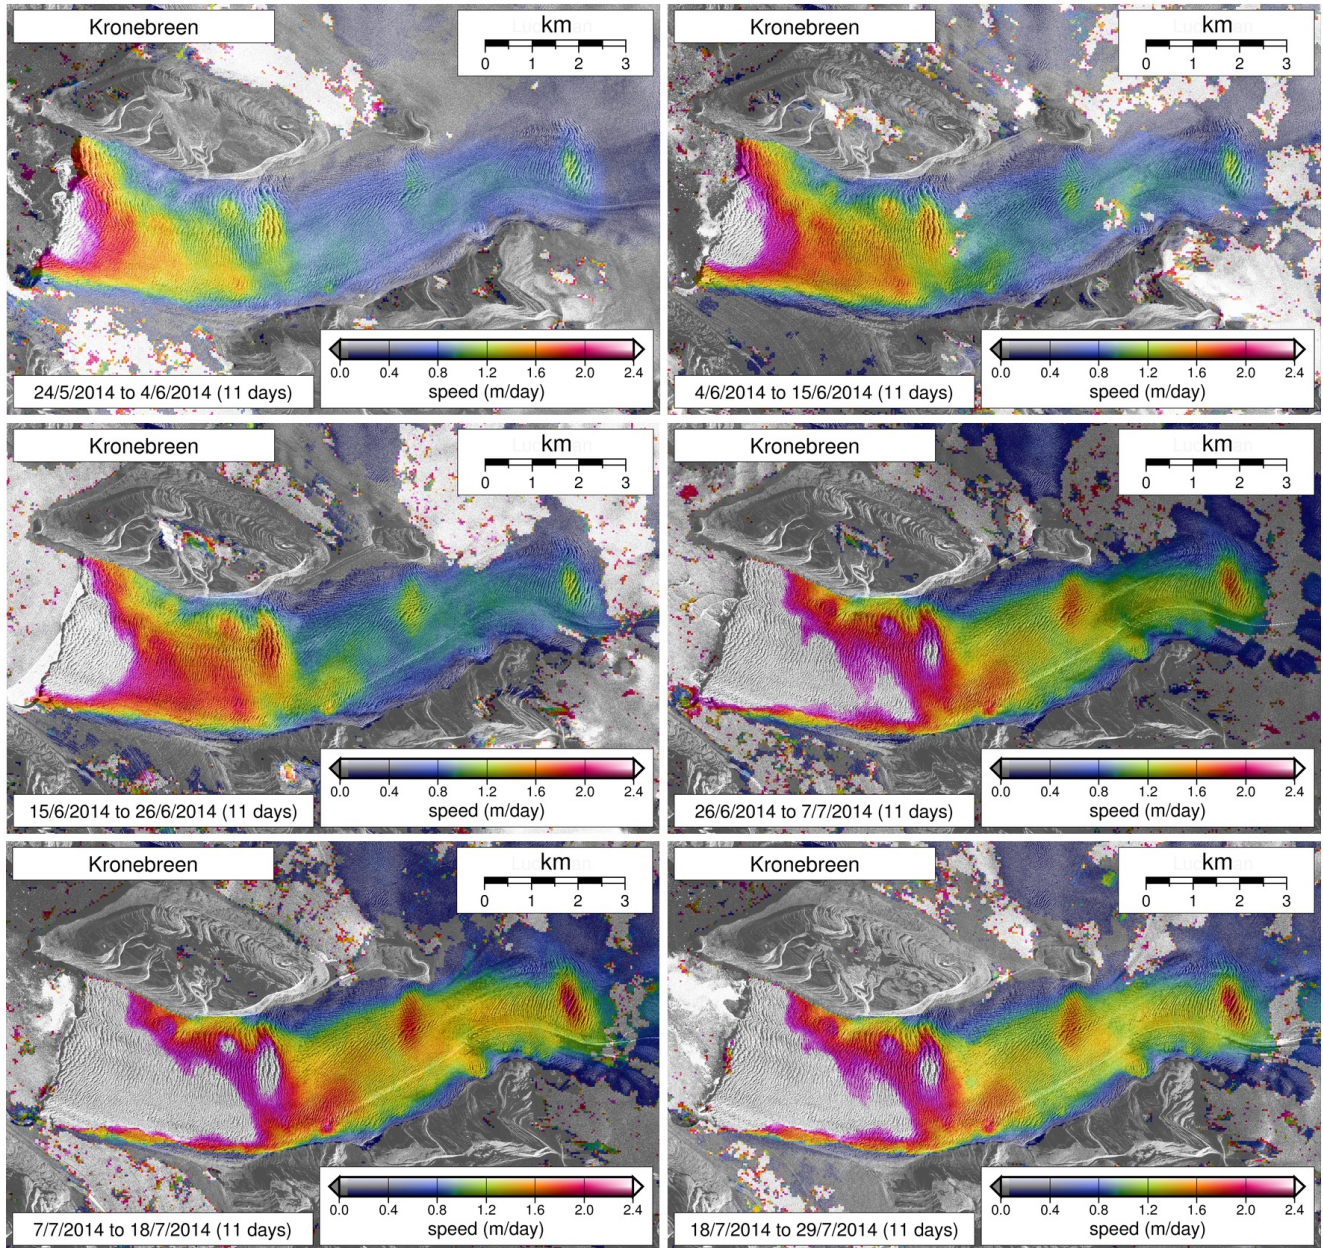 Kronebreen
km
0 1 2 3
0.0 0.4 0.8 1.2 1.6 2.0 2.4
speed (m/day)
24/5/2014 to 4/6/2014 (11 days)
Kronebreen
km
0 1 2 3
0.0 0.4 0.8 1.2 1.6 2.0 2.4
speed (m/day)
4/6/2014 to 15/6/2014 (11 days)
Kronebreen
km
0 1 2 3
0.0 0.4 0.8 1.2 1.6 2.0 2.4
speed (m/day)
15/6/2014 to 26/6/2014 (11 days)
Kronebreen
km
0 1 2 3
0.0 0.4 0.8 1.2 1.6 2.0 2.4
speed (m/day)
26/6/2014 to 7/7/2014 (11 days)
Kronebreen
km
0 1 2 3
0.0 0.4 0.8 1.2 1.6 2.0 2.4
speed (m/day)
7/7/2014 to 18/7/2014 (11 days)
Kronebreen
km
0 1 2 3
0.0 0.4 0.8 1.2 1.6 2.0 2.4
speed (m/day)
18/7/2014 to 29/7/2014 (11 days)